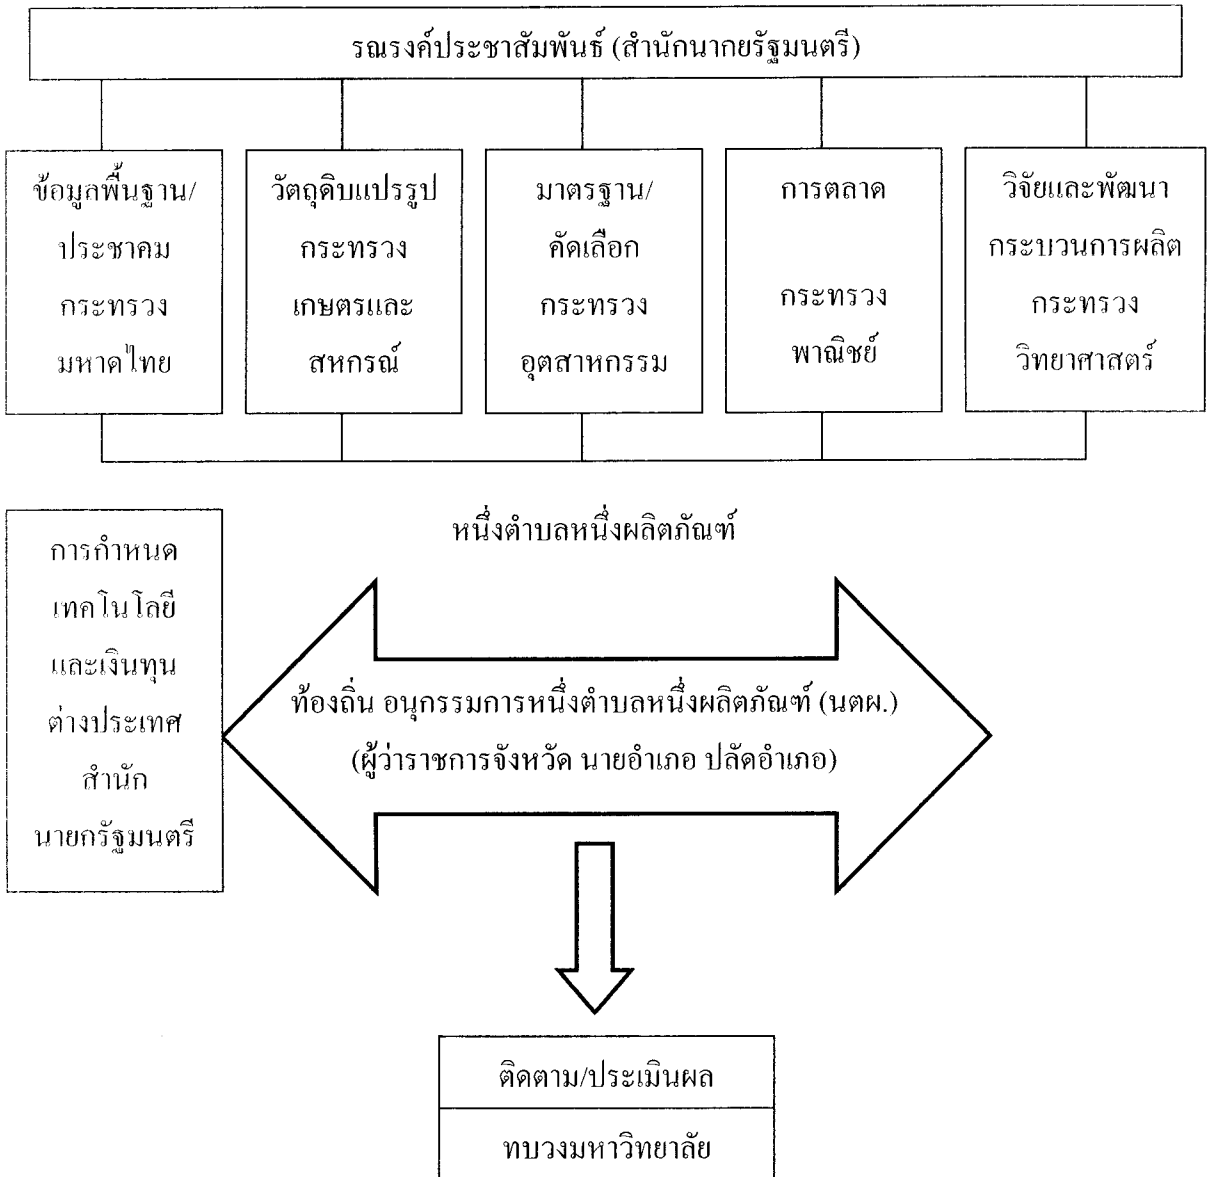 รณรงค์ประชาสัมพันธ์ (สำนักนากยรัฐมนตรี)
ข้อมูลพื้นฐาน/
ประชาคม
กระทรวง
มหาดไทย
วัตถุดิบแปรรูป
กระทรวง
เกษตรและ
สหกรณ์
มาตรฐาน/
คัดเลือก
กระทรวง
อุตสาหกรรม
การตลาด
กระทรวง
พาณิชย์
วิจัยและพัฒนา
กระบวนการผลิต
กระทรวง
วิทยาศาสตร์
หนึ่งตำบลหนึ่งผลิตภัณฑ์
การกำหนด
เทคโนโลยี
และเงินทุน
ต่างประเทศ
สำนัก
นายกรัฐมนตรี
ท้องถิ่น อนุกรรมการหนึ่งตำบลหนึ่งผลิตภัณฑ์ (นตผ.)
(ผู้ว่าราชการจังหวัด นายอำเภอ ปลัดอำเภอ)
ติดตาม/ประเมินผล
ทบวงมหาวิทยาลัย